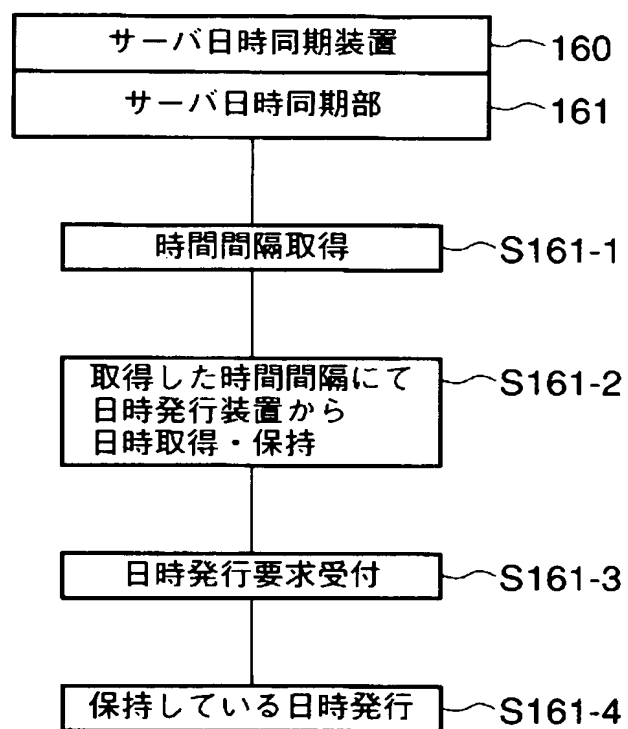 サーバ日時同期装置 160
サーバ日時同期部 161
時間間隔取得 S161-1
取得した時間間隔にて S161-2
日時発行装置から
日時取得・保持
日時発行要求受付 S161-3
保持している日時発行 S161-4